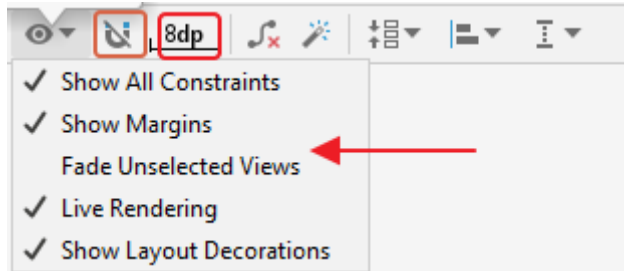 8dp
Show All Constraints
Show Margins
Fade Unselected Views
Live Rendering
Show Layout Decorations